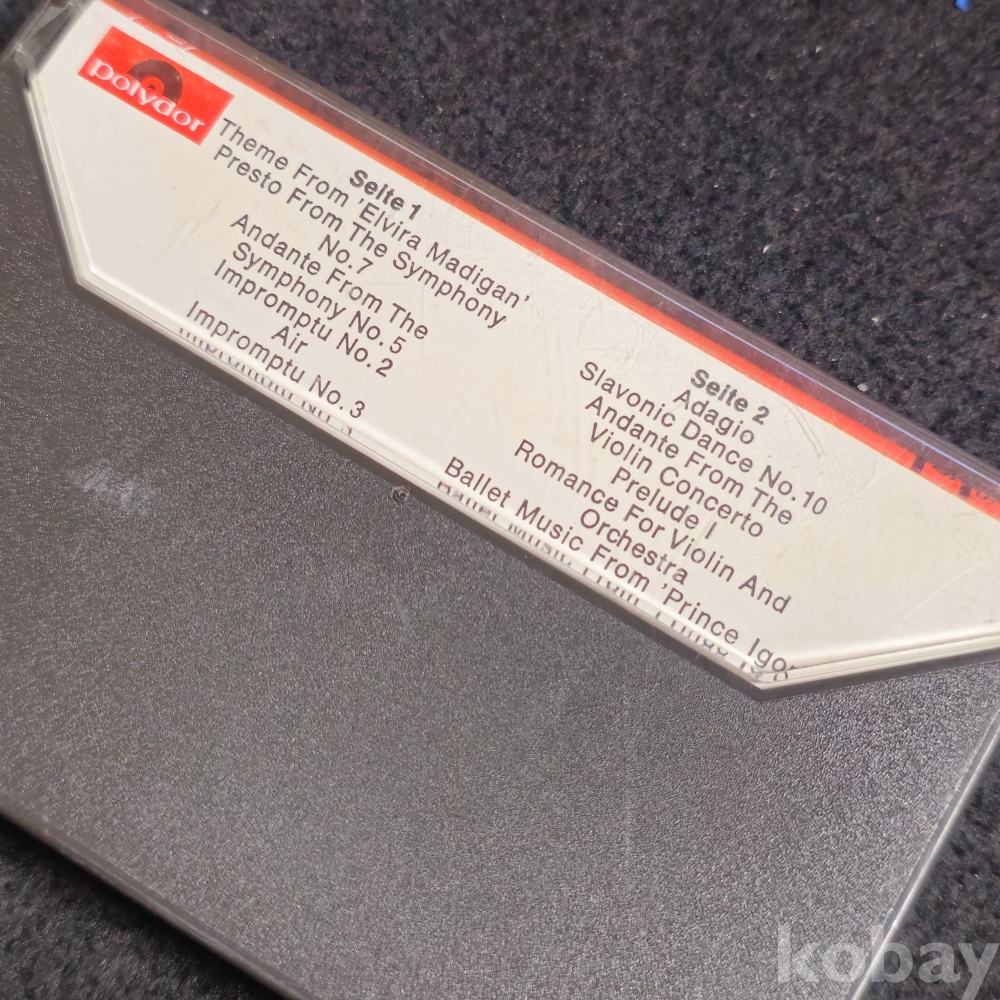 polydor
Seite 1
Theme From 'Elvira Madigan'
Presto From The Symphony
No. 7
Andante From The
Symphony No. 5
Impromptu No. 2
Air
Impromptu No. 3
Seite 2
Adagio
Slavonic Dance No. 10
Andante From The
Violin Concerto
Prelude I
Romance For Violin And
Orchestra
Ballet Music From 'Prince Igor
kobay